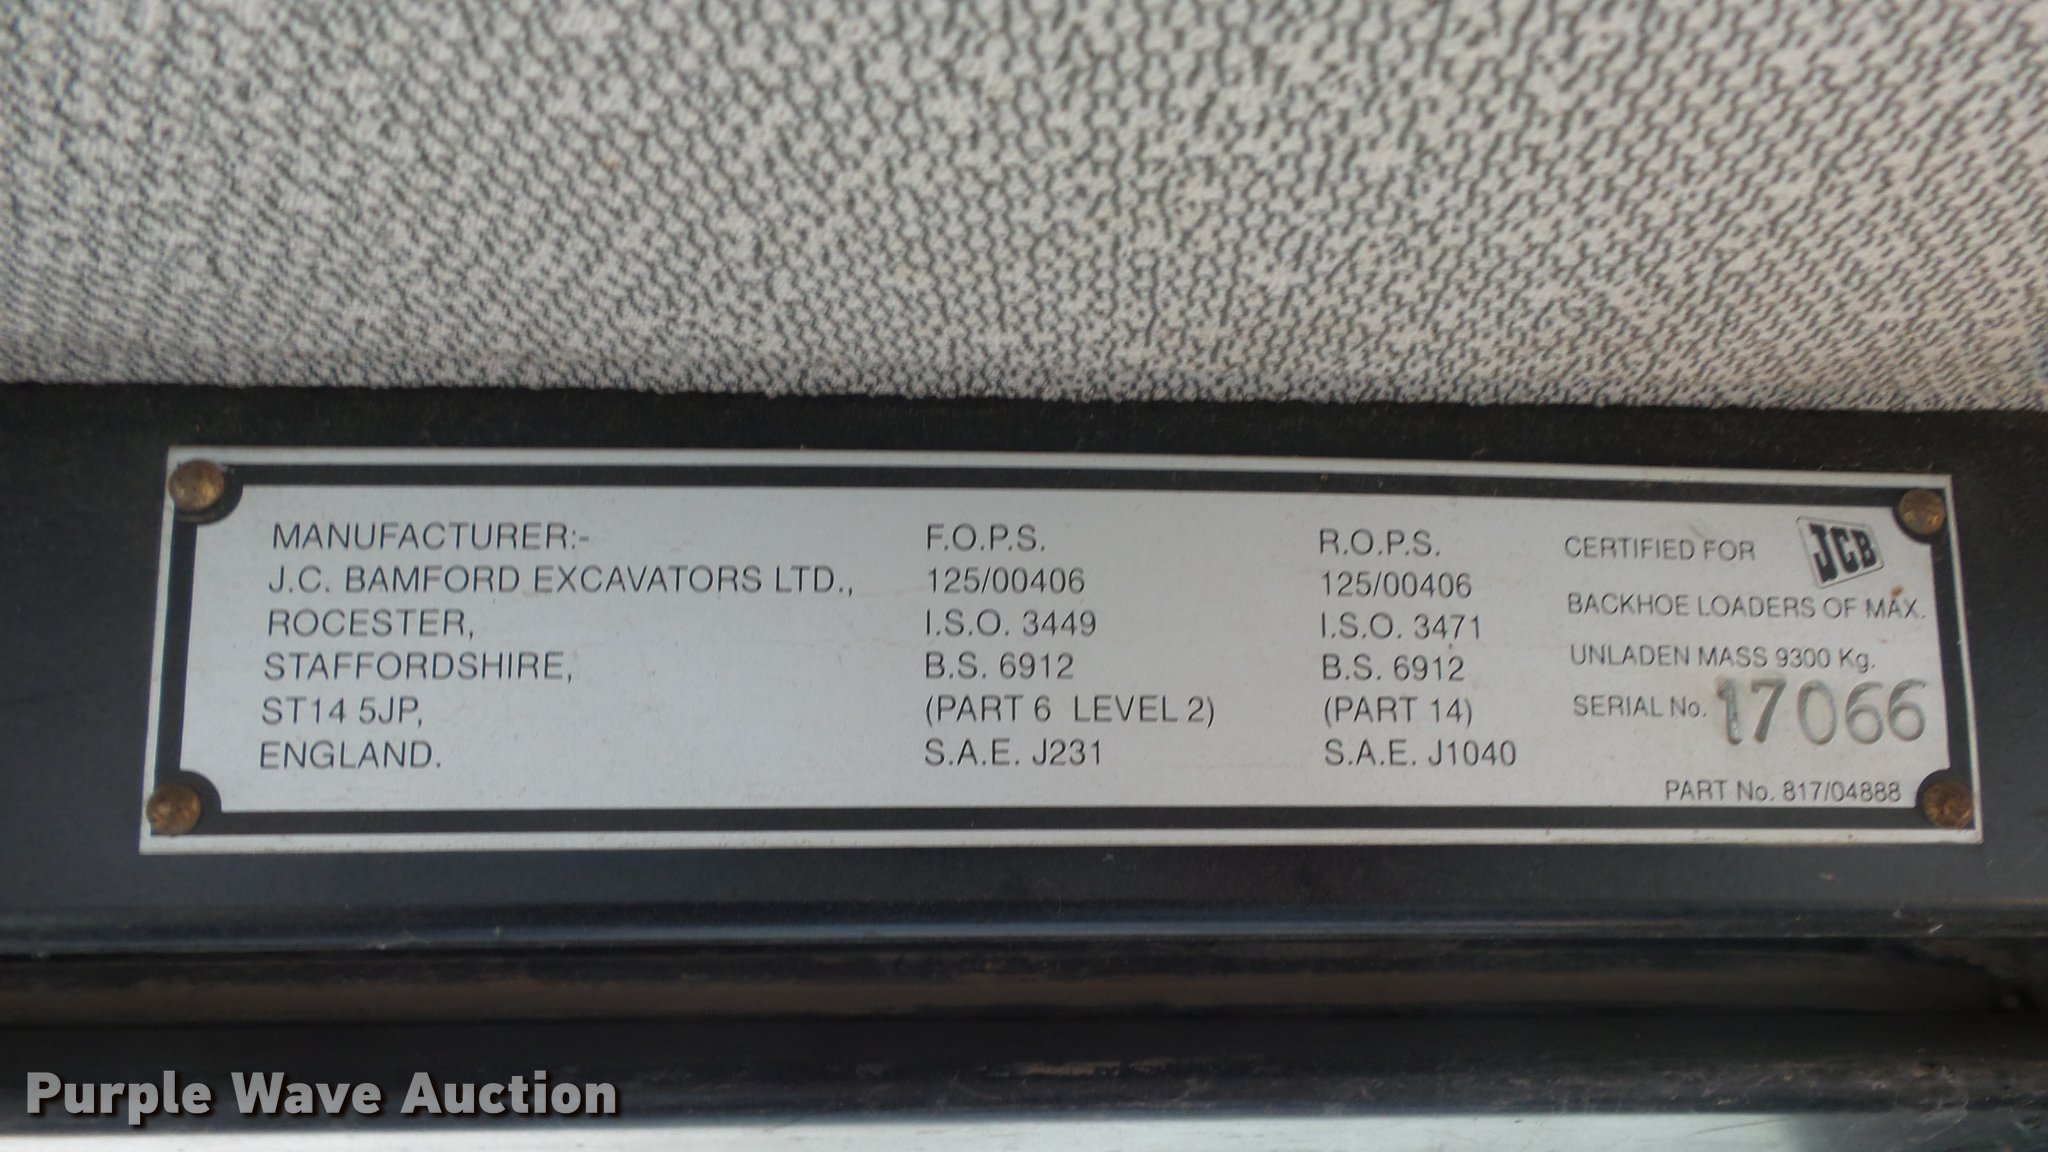 MANUFACTURER:-
J.C. BAMFORD EXCAVATORS LTD.,
ROCESTER,
STAFFORDSHIRE,
ST14 5JP,
ENGLAND.
F.O.P.S.
125/00406
I.S.O. 3449
B.S. 6912
(PART 6 LEVEL 2)
S.A.E. J231
R.O.P.S.
125/00406
I.S.O. 3471
B.S. 6912
(PART 14)
S.A.E. J1040
CERTIFIED FOR JCB
BACKHOE LOADERS OF MAX.
UNLADEN MASS 9300 Kg.
SERIAL No. 17066
PART No. 817/04888
Purple Wave Auction